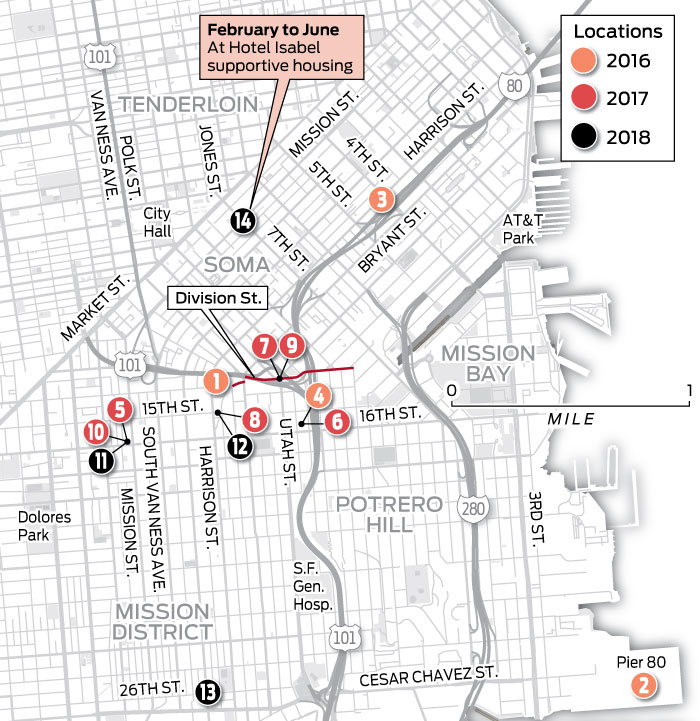 February to June
At Hotel Isabel
supportive housing
Locations
2016
2017
2018
101
80
TENDERLOIN
VAN NESS AVE.
POLK ST.
JONES ST.
MISSION ST.
HARRISON ST.
4TH ST.
5TH ST.
3
City
Hall
14
7TH ST.
BRYANT ST.
AT&T
Park
SOMA
MARKET ST.
Division St.
7
9
101
MISSION
BAY
1
4
0
1
MILE
5
15TH ST.
8
6
16TH ST.
10
11
12
UTAH ST.
SOUTH VAN NESS AVE.
HARRISON ST.
MISSION ST.
Dolores
Park
POTRERO
HILL
280
3RD ST.
S.F.
Gen.
Hosp.
MISSION
DISTRICT
101
Pier 80
2
26TH ST.
13
CESAR CHAVEZ ST.